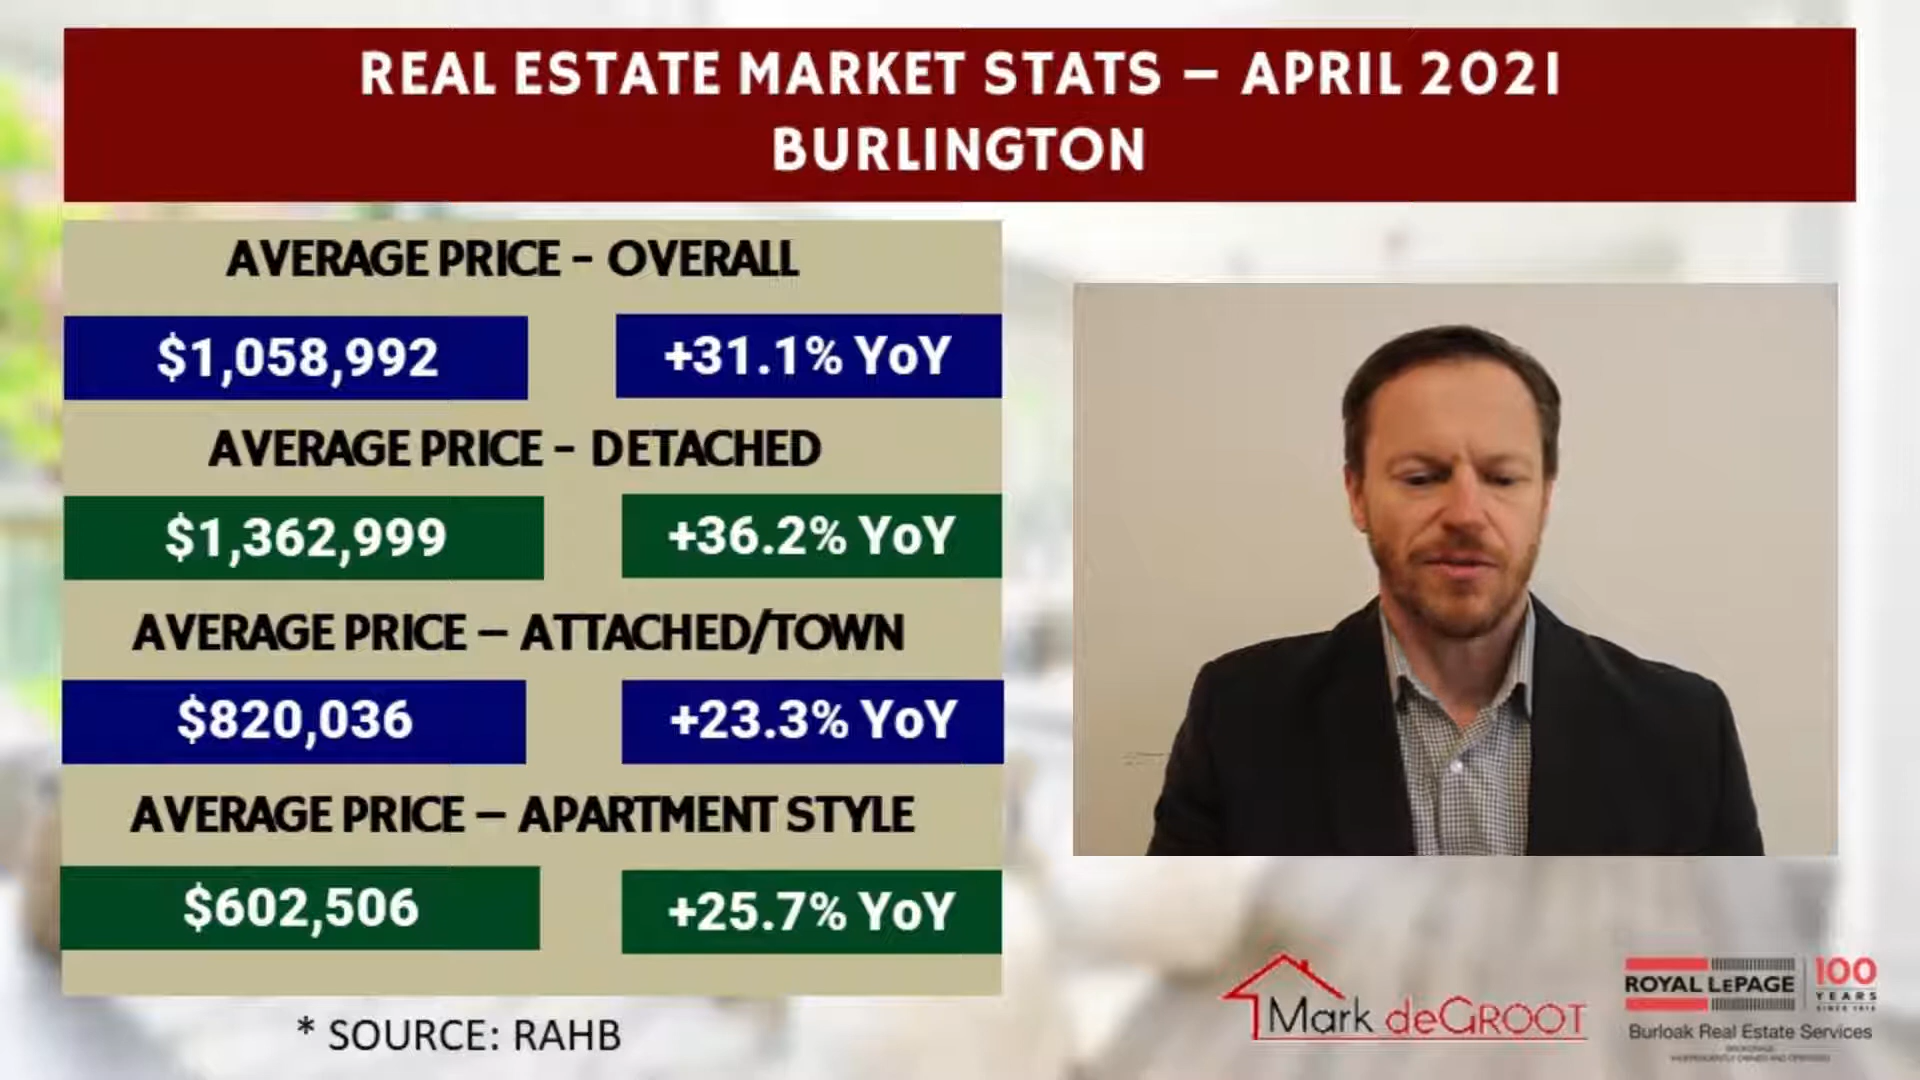 REAL ESTATE MARKET STATS – APRIL 2021
BURLINGTON
AVERAGE PRICE - OVERALL
$1,058,992
+31.1% YoY
AVERAGE PRICE - DETACHED
$1,362,999
+36.2% YoY
AVERAGE PRICE – ATTACHED/TOWN
$820,036
+23.3% YoY
AVERAGE PRICE – APARTMENT STYLE
$602,506
+25.7% YoY
* SOURCE: RAHB
Mark deGROOT
ROYAL LEPAGE
100
YEARS
Burloak Real Estate Services